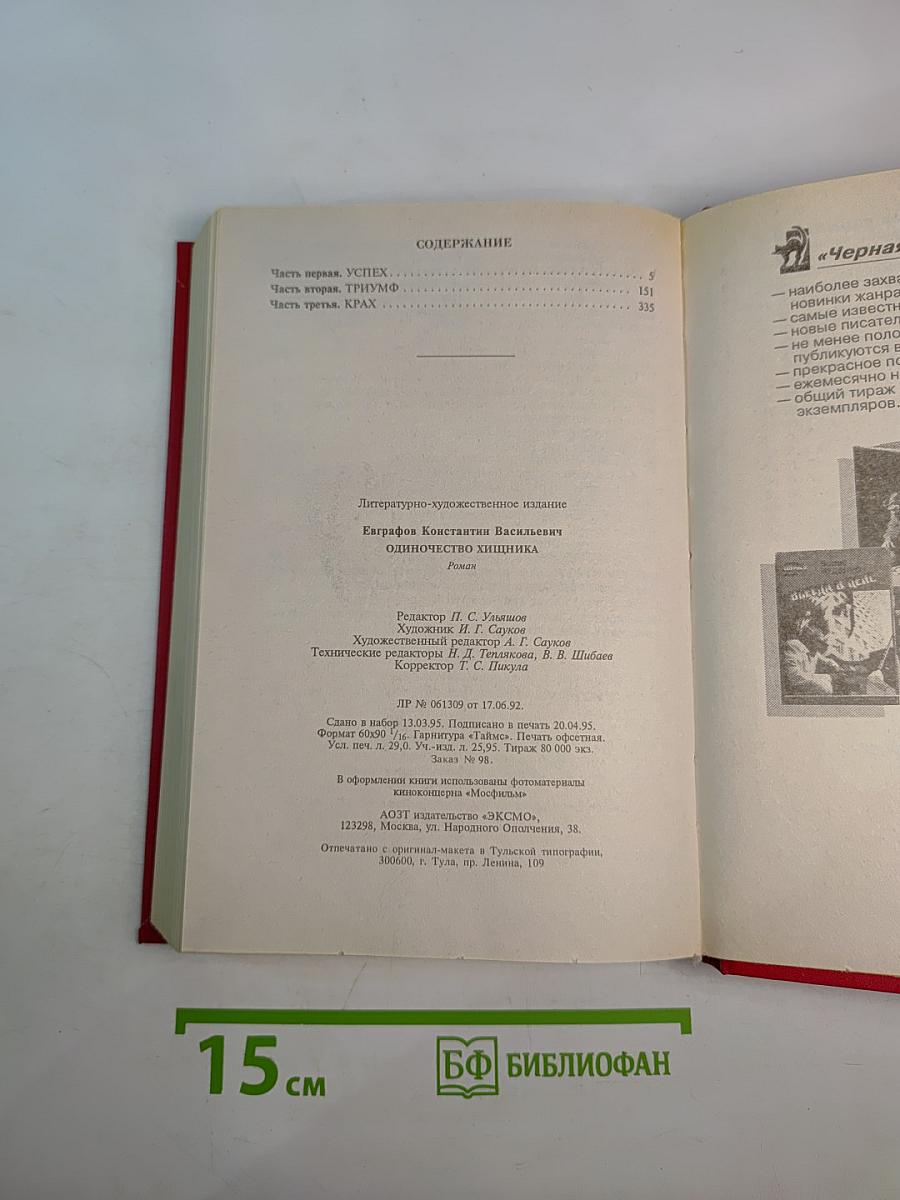 СОДЕРЖАНИЕ
Часть первая. УСПЕХ . . . . . . . . . . . . . . . . . . . . . . . . . . . . . . . 5
Часть вторая. ТРИУМФ . . . . . . . . . . . . . . . . . . . . . . . . . . . . . 151
Часть третья. КРАХ . . . . . . . . . . . . . . . . . . . . . . . . . . . . . . . 335
Литературно-художественное издание
Евграфов Константин Васильевич
ОДИНОЧЕСТВО ХИЩНИКА
Роман
Редактор П. С. Ульяшов
Художник И. Г. Сауков
Художественный редактор А. Г. Сауков
Технические редакторы Н. Д. Теплякова, В. В. Шибаев
Корректор Т. С. Пикула
ЛР № 061309 от 17.06.92.
Сдано в набор 13.03.95. Подписано в печать 20.04.95.
Формат 60х90 1/16. Гарнитура «Таймс». Печать офсетная.
Усл. печ. л. 29,0. Уч.-изд. л. 25,95. Тираж 80 000 экз.
Заказ № 98.
В оформлении книги использованы фотоматериалы
киноконцерна «Мосфильм»
АОЗТ издательство «ЭКСМО»,
123298, Москва, ул. Народного Ополчения, 38.
Отпечатано с оригинал-макета в Тульской типографии,
300600, г. Тула, пр. Ленина, 109
«Черная
— наиболее захва
новинки жанра
— самые известн
— новые писател
— не менее поло
публикуются в
— прекрасное по
— ежемесячно н
— общий тираж
экземпляров.
15 см
БФ БИБЛИОФАН